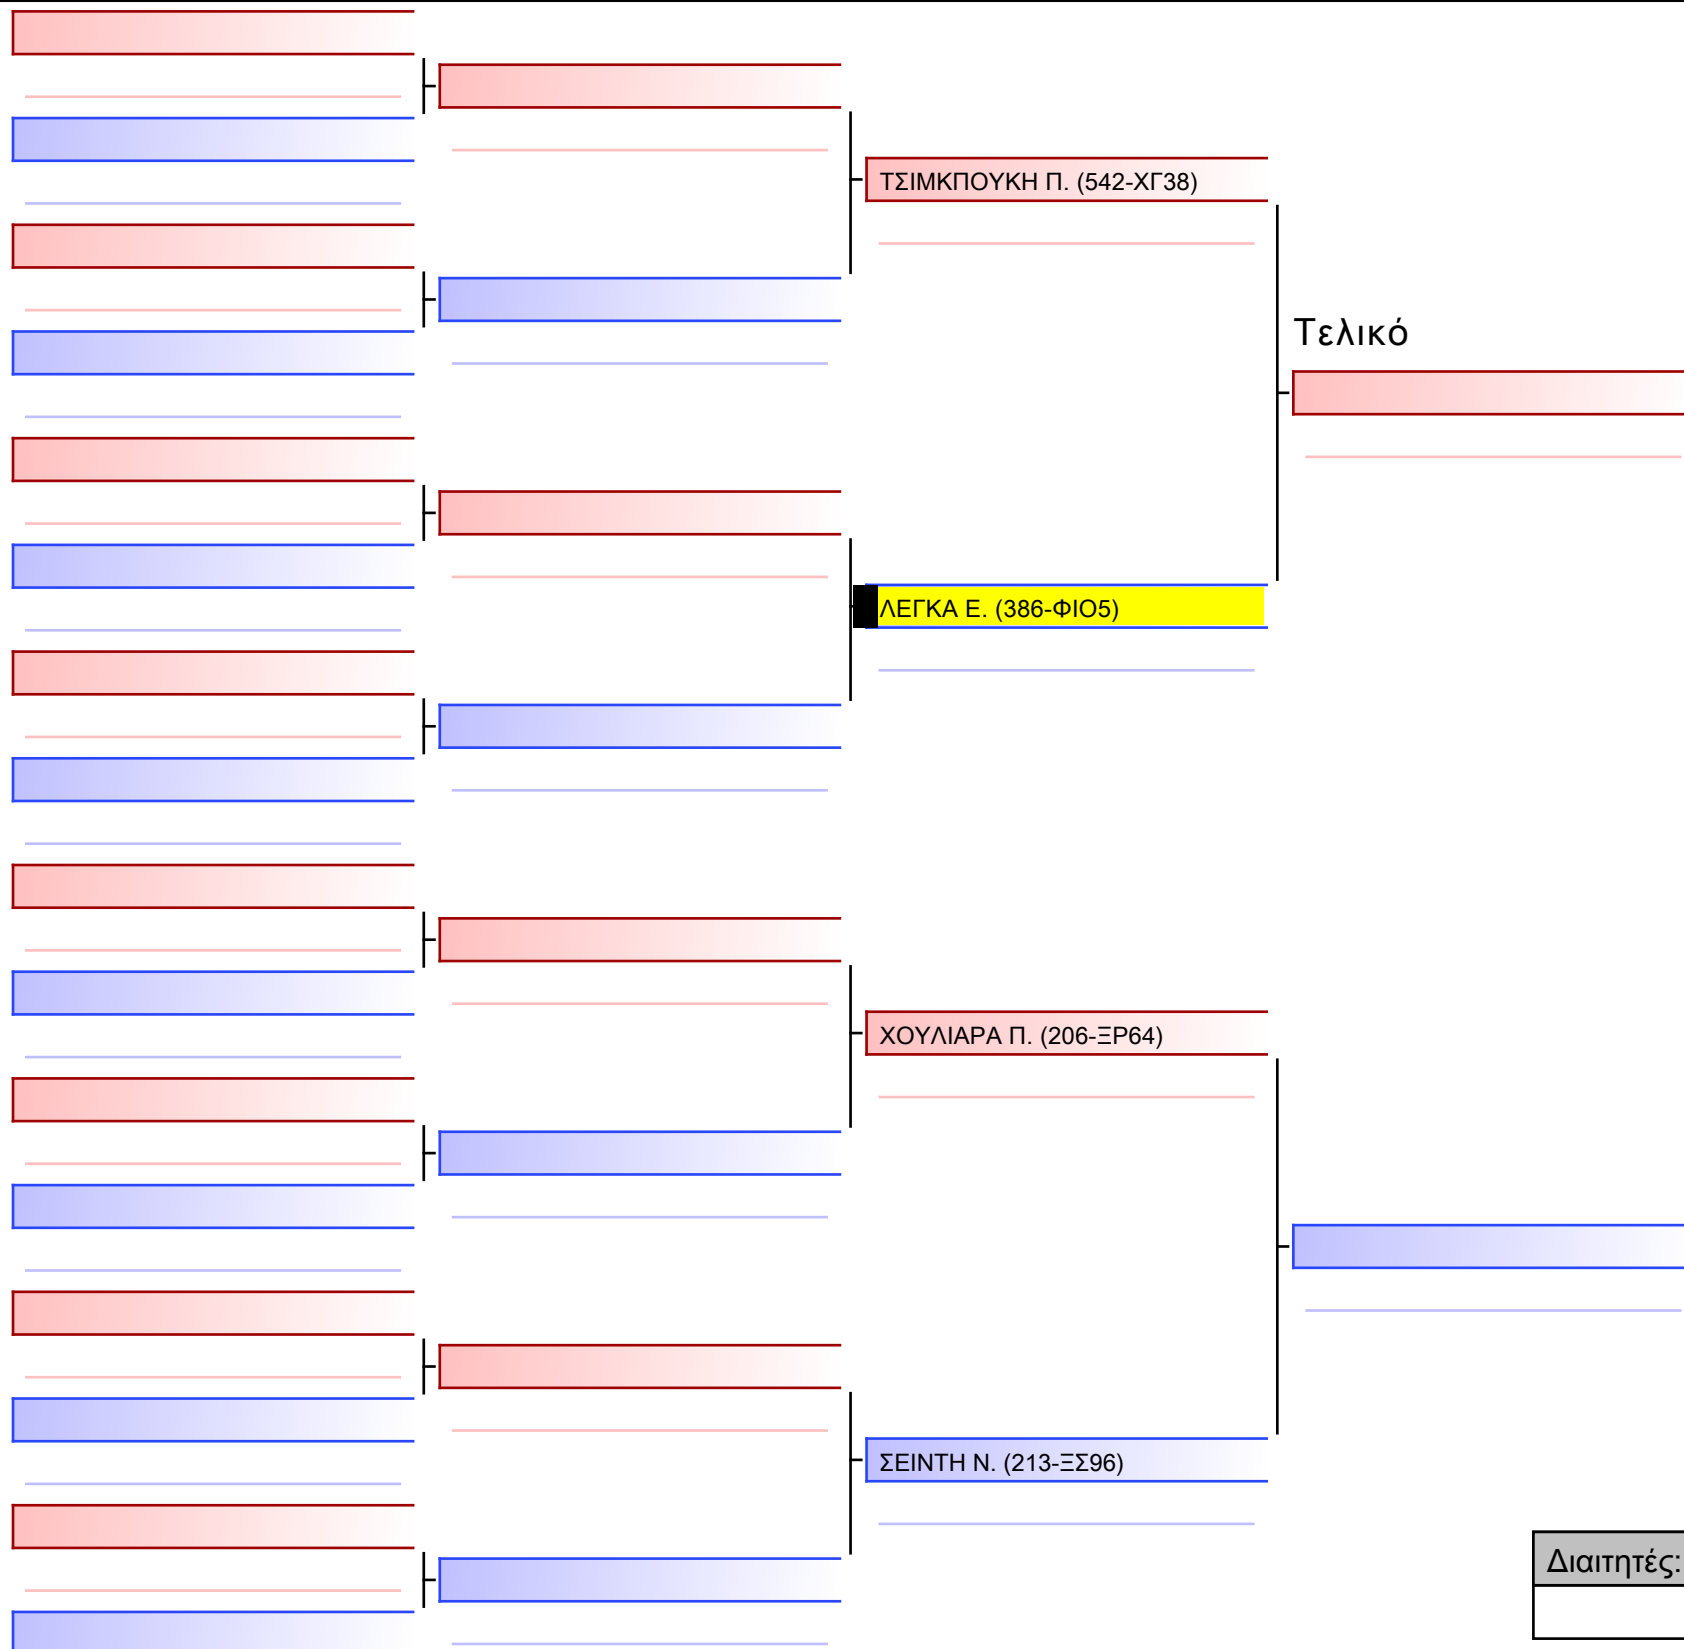 ΤΣΙΜΚΠΟΥΚΗ Π. (542-ΧΓ38)
Τελικό
ΛΕΓΚΑ Ε. (386-ΦΙΟ5)
ΧΟΥΛΙΑΡΑ Π. (206-ΞΡ64)
ΣΕΙΝΤΗ Ν. (213-ΞΣ96)
Διαιτητές: